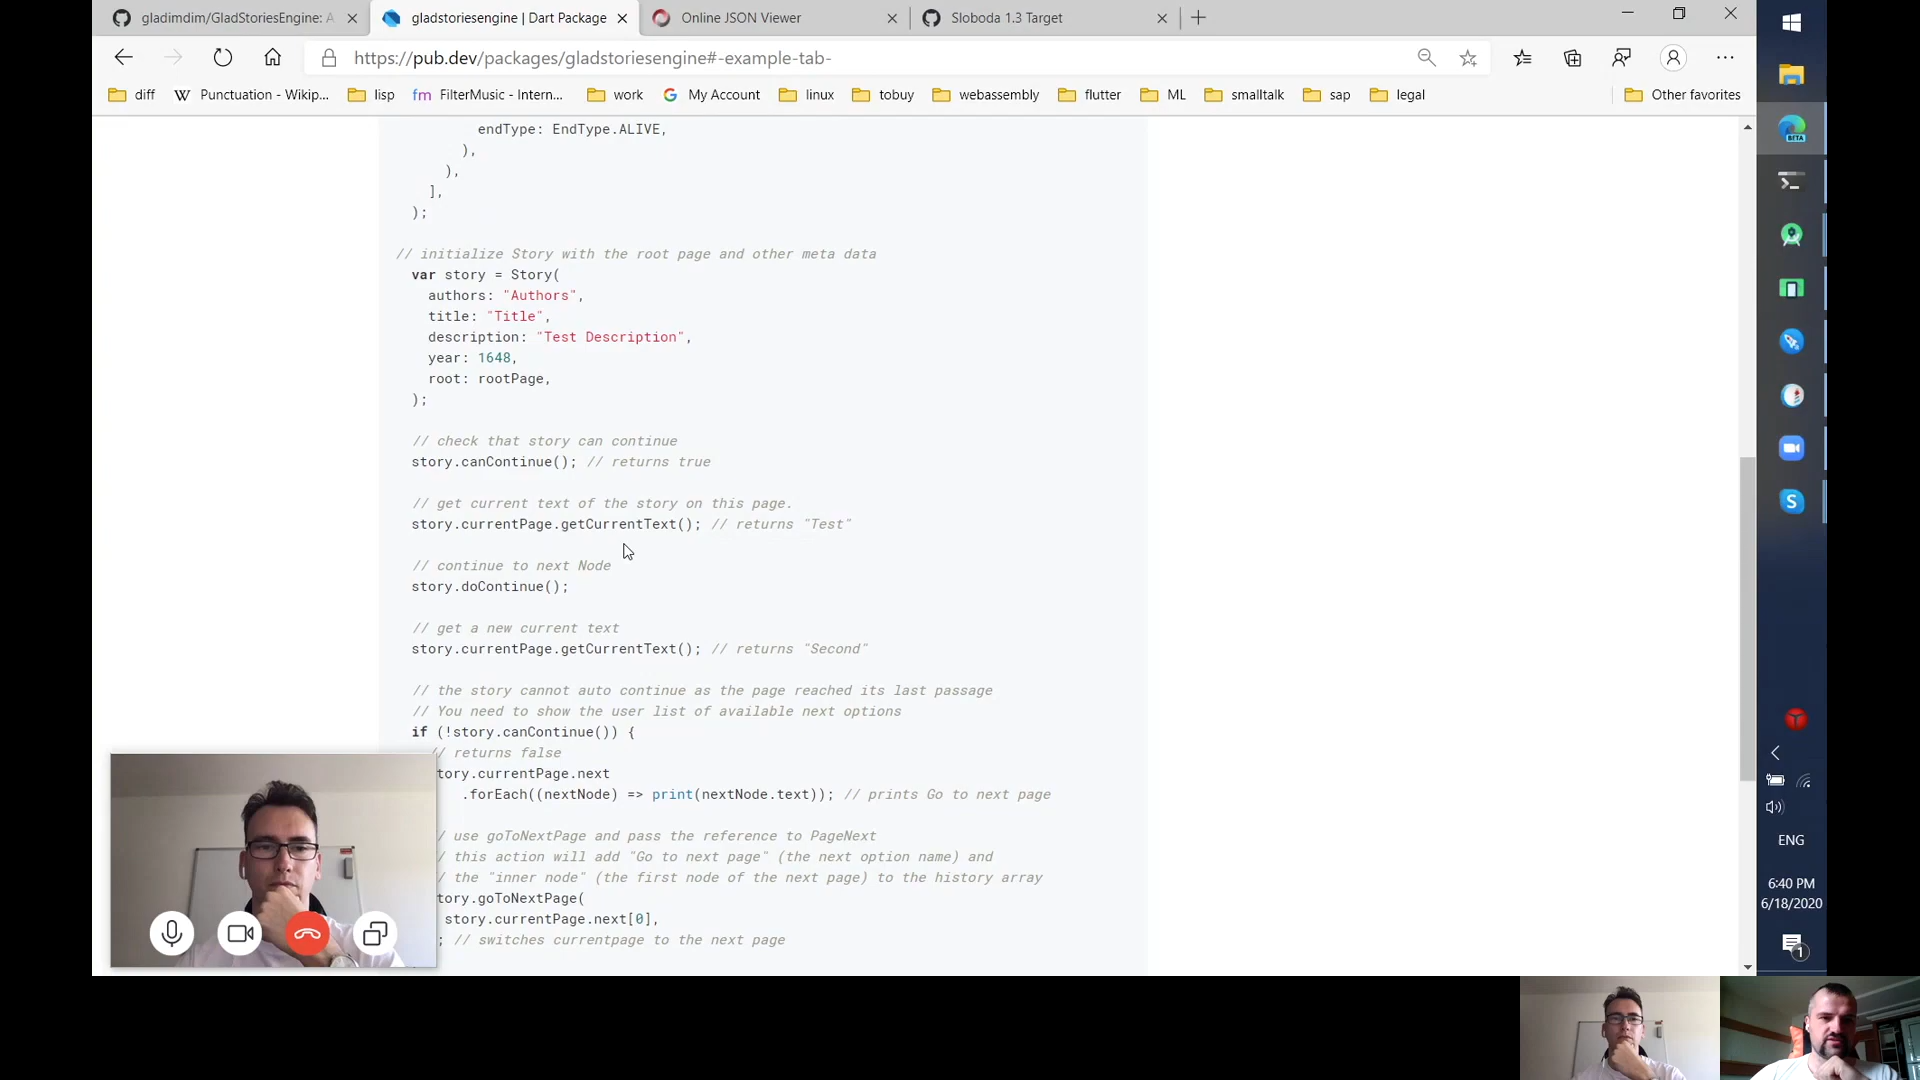 gladimdim/GladStoriesEngine: A
gladstoriesengine | Dart Package
Online JSON Viewer
Sloboda 1.3 Target
https://pub.dev/packages/gladstoriesengine#-example-tab-
diff
Punctuation - Wikip...
lisp
fm FilterMusic - Intern...
work
My Account
linux
tobuy
webassembly
flutter
ML
smalltalk
sap
legal
Other favorites
endType: EndType.ALIVE,
),
),
],
);
// initialize Story with the root page and other meta data
var story = Story(
authors: "Authors",
title: "Title",
description: "Test Description",
year: 1648,
root: rootPage,
);
// check that story can continue
story.canContinue(); // returns true
// get current text of the story on this page.
story.currentPage.getCurrentText(); // returns "Test"
// continue to next Node
story.doContinue();
// get a new current text
story.currentPage.getCurrentText(); // returns "Second"
// the story cannot auto continue as the page reached its last passage
// You need to show the user list of available next options
if (!story.canContinue()) {
/ returns false
tory.currentPage.next
.forEach((nextNode) => print(nextNode.text)); // prints Go to next page
/ use goToNextPage and pass the reference to PageNext
/ this action will add "Go to next page" (the next option name) and
/ the "inner node" (the first node of the next page) to the history array
tory.goToNextPage(
story.currentPage.next[0],
; // switches currentpage to the next page
BETA
S
ENG
6:40 PM
6/18/2020
1